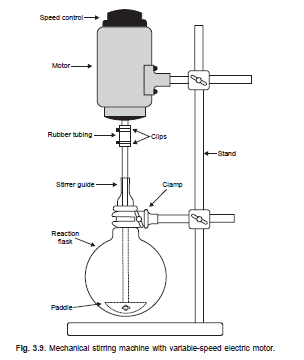 Speed control
Motor
Rubber tubing
Clips
Stand
Stirrer guide
Clamp
Reaction
flask
Paddle
Fig. 3.9. Mechanical stirring machine with variable-speed electric motor.